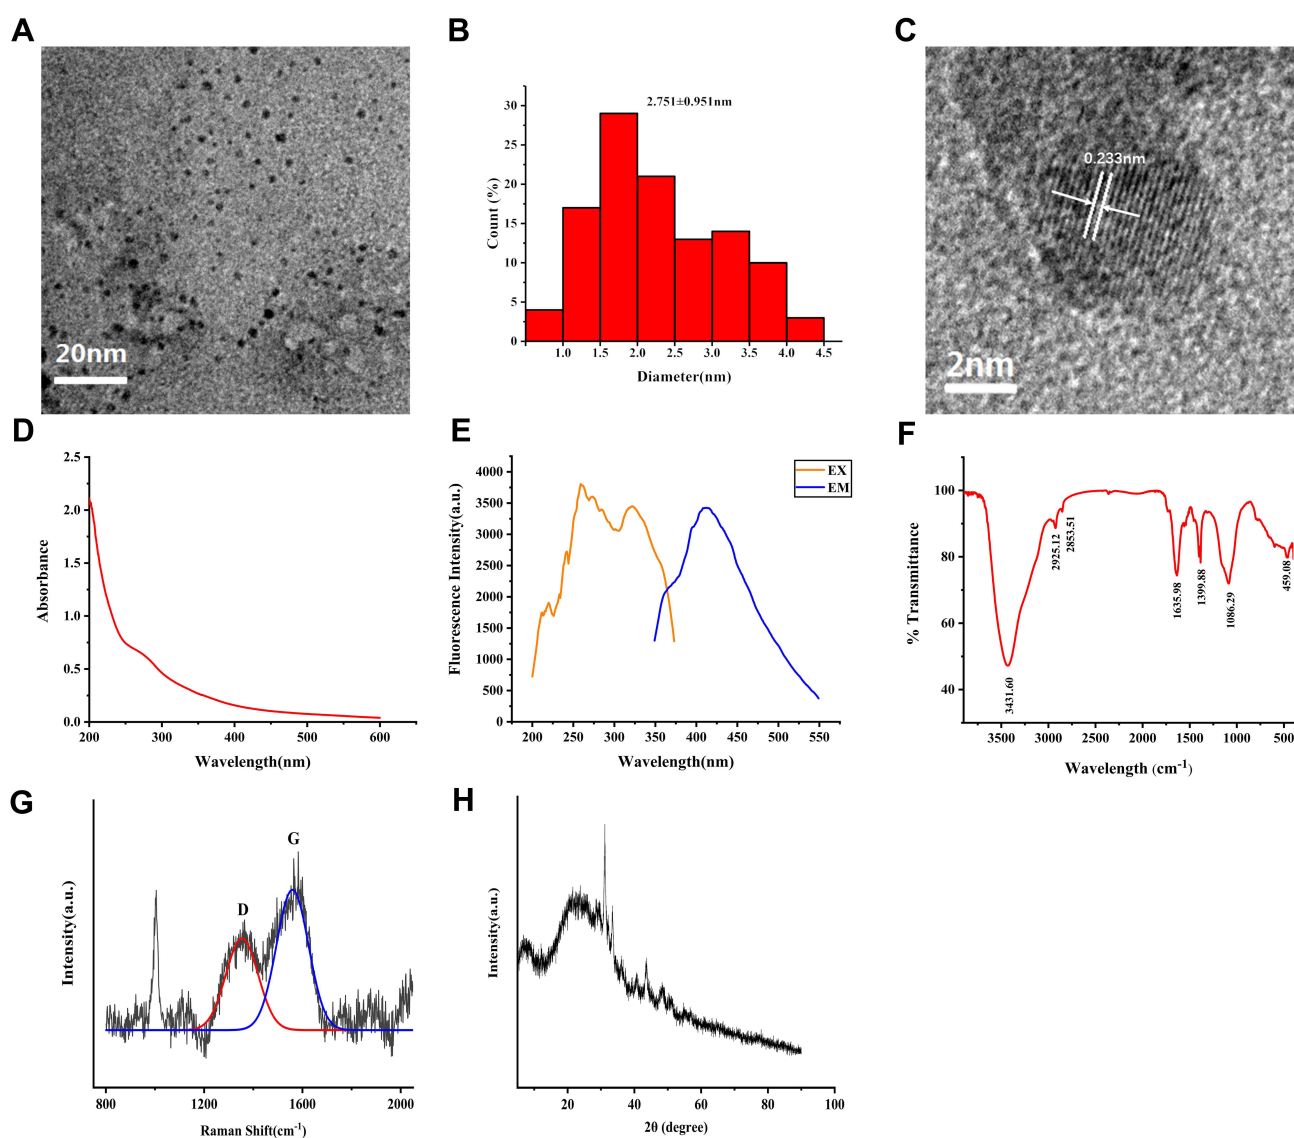 A
20nm
B
2.751±0.951nm
30
25
20
15
10
5
0
Count (%)
1.0 1.5 2.0 2.5 3.0 3.5 4.0 4.5
Diameter(nm)
C
0.233nm
2nm
D
2.5
2.0
1.5
1.0
0.5
0.0
Absorbance
200 300 400 500 600
Wavelength(nm)
E
4000
3500
3000
2500
2000
1500
1000
500
0
Fluorescence Intensity(a.u.)
EX
EM
200 250 300 350 400 450 500 550
Wavelength(nm)
F
100
80
60
40
% Transmittance
3431.60
2925.12
2853.51
1635.98
1399.88
1086.29
459.08
3500 3000 2500 2000 1500 1000 500
Wavelength (cm-1)
G
Intensity(a.u.)
D
G
800 1200 1600 2000
Raman Shift(cm-1)
H
Intensity(a.u.)
20 40 60 80 100
2θ (degree)